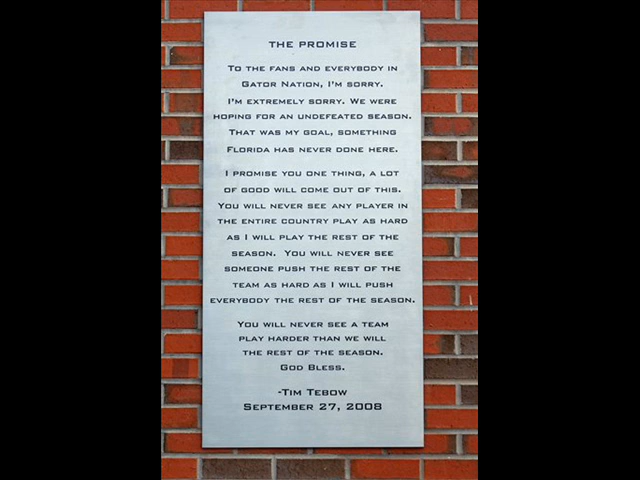 THE PROMISE
TO THE FANS AND EVERYBODY IN
GATOR NATION, I'M SORRY.
I'M EXTREMELY SORRY. WE WERE
HOPING FOR AN UNDEFEATED SEASON.
THAT WAS MY GOAL, SOMETHING
FLORIDA HAS NEVER DONE HERE.
I PROMISE YOU ONE THING, A LOT
OF GOOD WILL COME OUT OF THIS.
YOU WILL NEVER SEE ANY PLAYER IN
THE ENTIRE COUNTRY PLAY AS HARD
AS I WILL PLAY THE REST OF THE
SEASON. YOU WILL NEVER SEE
SOMEONE PUSH THE REST OF THE
TEAM AS HARD AS I WILL PUSH
EVERYBODY THE REST OF THE SEASON.
YOU WILL NEVER SEE A TEAM
PLAY HARDER THAN WE WILL
THE REST OF THE SEASON.
GOD BLESS.
-TIM TEBOW
SEPTEMBER 27, 2008